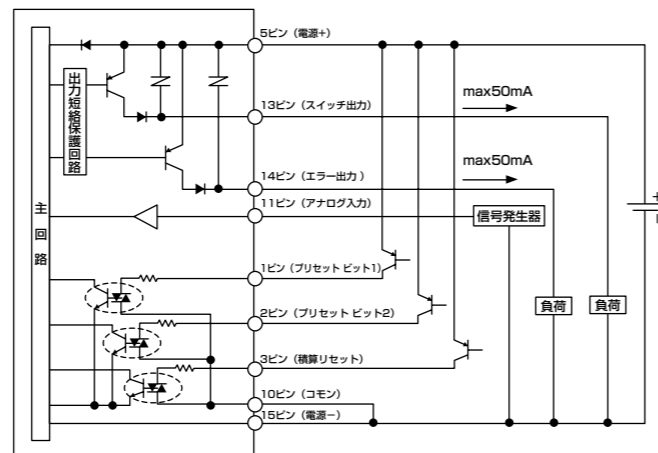 5ピン（電源+）
出力短絡保護回路
max50mA
13ピン（スイッチ出力）
max50mA
14ピン（エラー出力）
11ピン（アナログ入力）
信号発生器
主回路
1ピン（プリセット ビット1）
2ピン（プリセット ビット2）
負荷
負荷
3ピン（積算リセット）
10ピン（コモン）
15ピン（電源−）
+
−